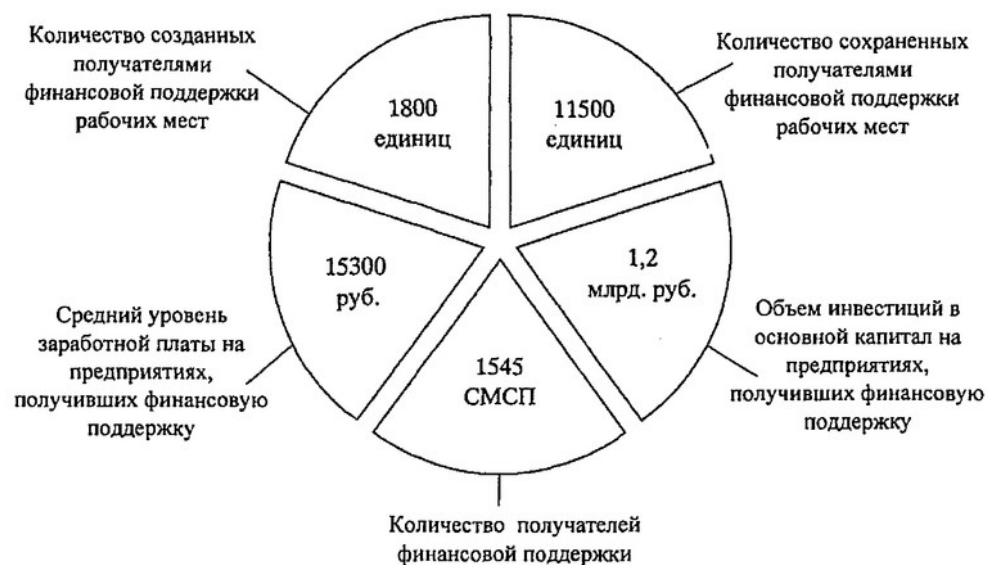 Количество созданных
получателями
финансовой поддержки
рабочих мест
1800
единиц
11500
единиц
Количество сохраненных
получателями
финансовой поддержки
рабочих мест
15300
руб.
1,2
млрд. руб.
Средний уровень
заработной платы на
предприятиях,
получивших финансовую
поддержку
1545
СМСП
Объем инвестиций в
основной капитал на
предприятиях,
получивших финансовую
поддержку
Количество получателей
финансовой поддержки